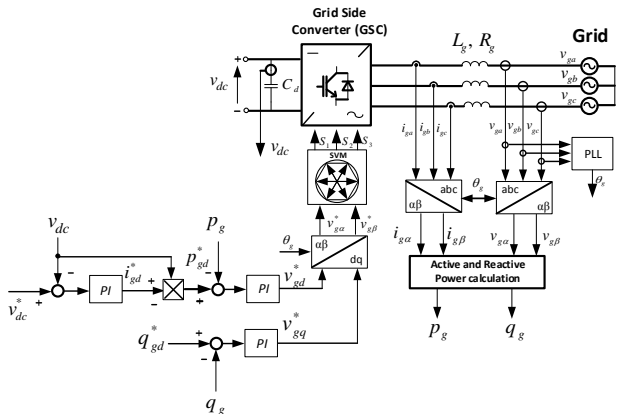 Grid Side
Converter (GSC)
Grid
L_g, R_g
v_ga
v_gb
v_gc
+
v_dc
C_d
-
v_dc
S_1 S_2 S_3
SVM
i_ga i_gb i_gc
v_ga v_gb v_gc
PLL
θ_g
abc
αβ
θ_g
abc
αβ
v*_gα
v*_gβ
i_gα
i_gβ
v_gα
v_gβ
θ_g
αβ
dq
Active and Reactive
Power calculation
p_g
q_g
v_dc
p_g
-
i*_gd
p*_gd
-
v*_dc
+
PI
+
-
+
-
PI
v*_gd
q*_gd
+
-
PI
v*_gq
q_g